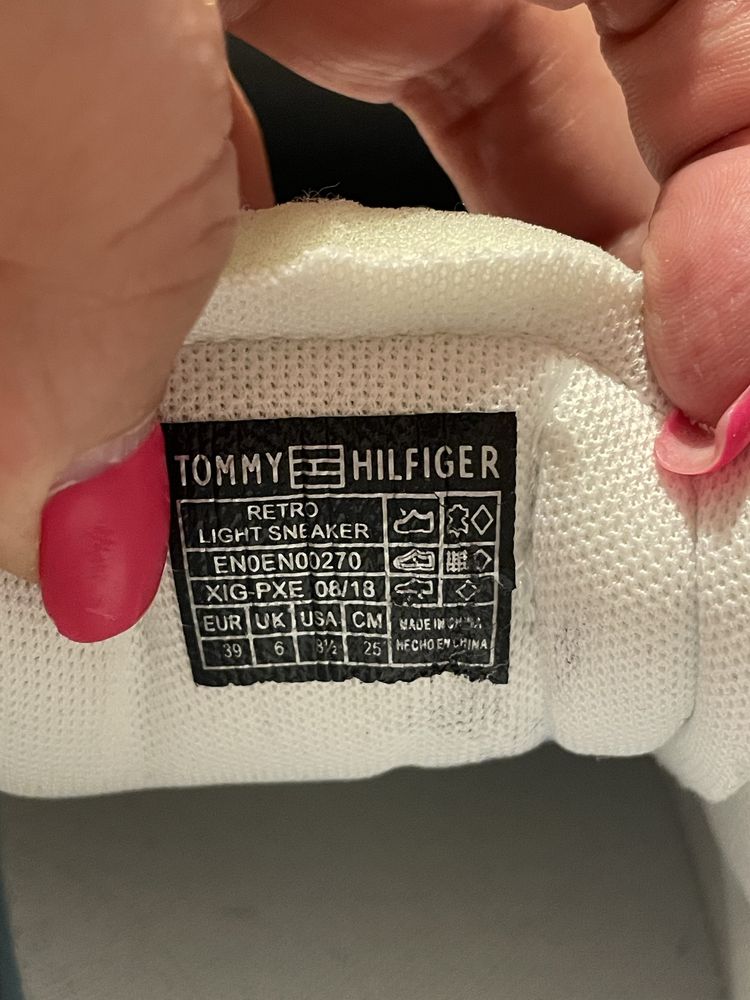 TOMMY HILFIGER
RETRO
LIGHT SNEAKER
EN0EN00270
XIG-PXE 08/18
EUR UK USA CM
39 6 8½ 25
MADE IN CHINA
HECHO EN CHINA